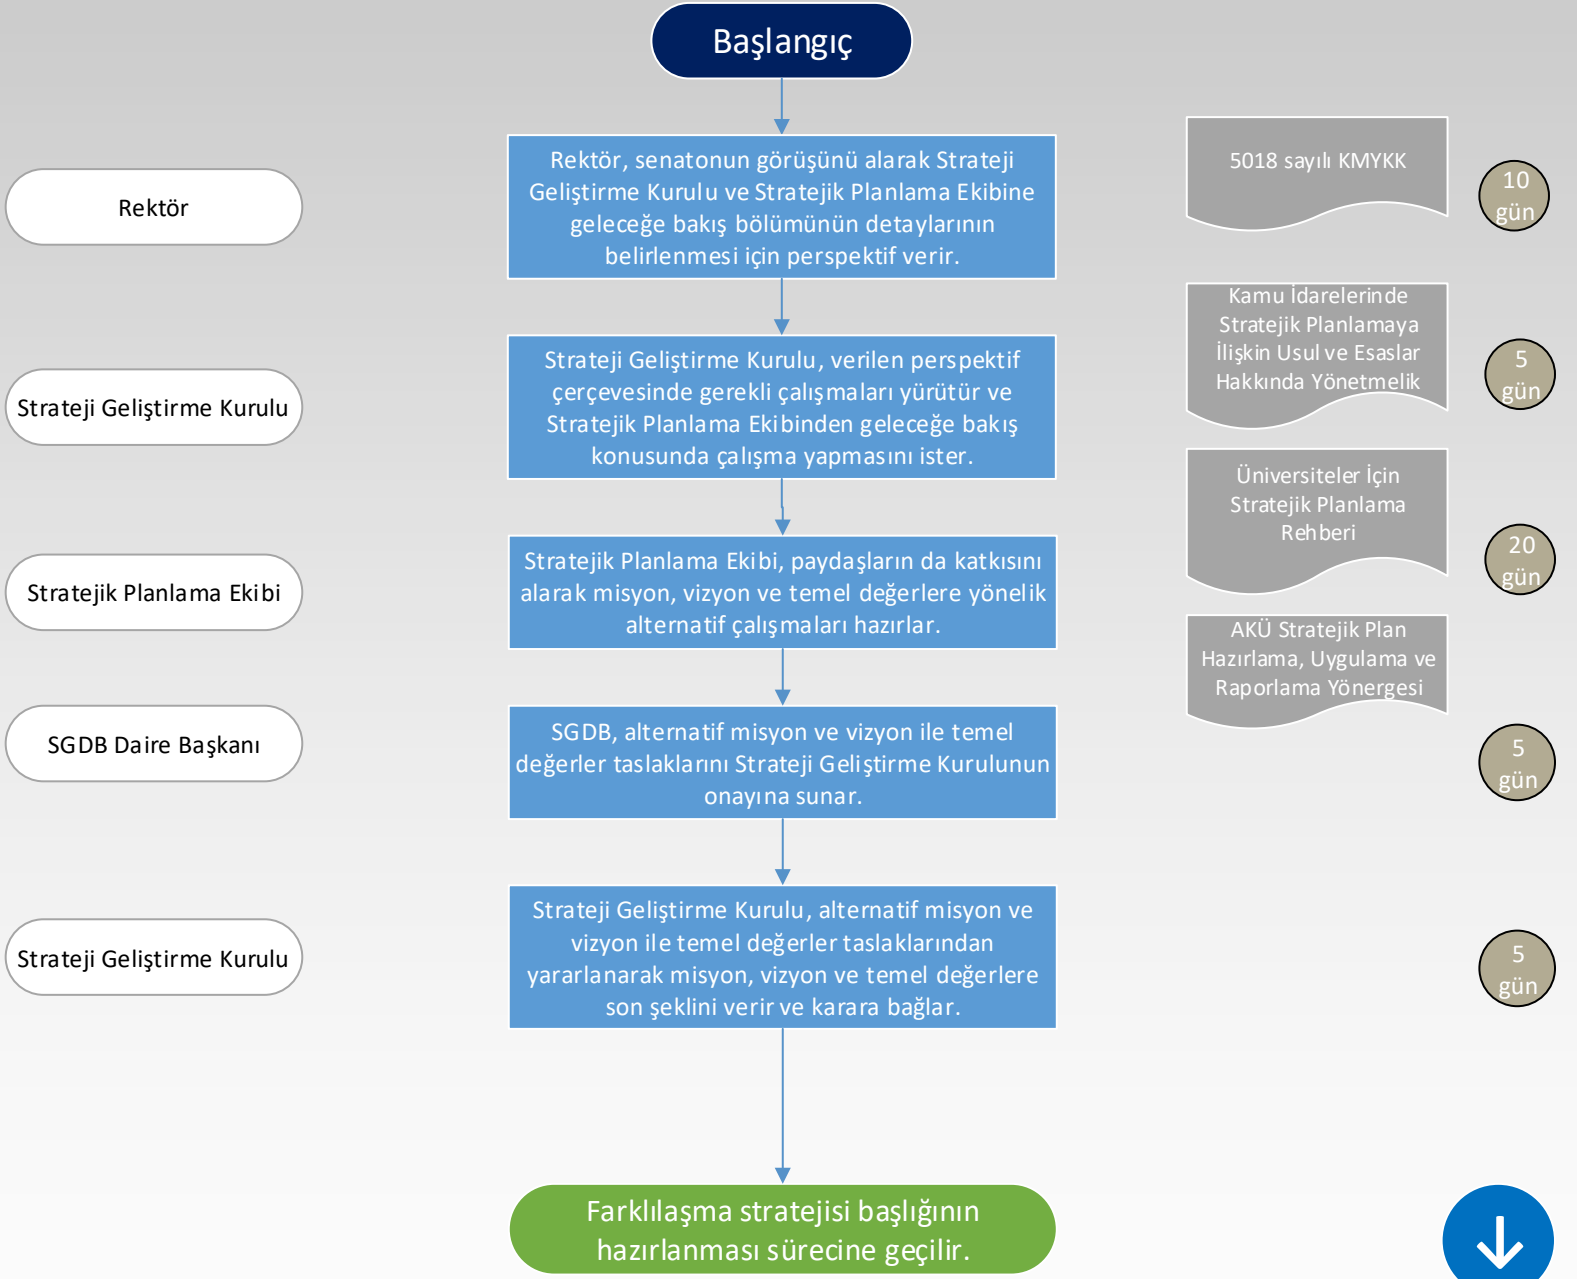 Başlangıç
Rektör
Rektör, senatonun görüşünü alarak Strateji
Geliştirme Kurulu ve Stratejik Planlama Ekibine
geleceğe bakış bölümünün detaylarının
belirlenmesi için perspektif verir.
5018 sayılı KMYKK
10
gün
Strateji Geliştirme Kurulu
Strateji Geliştirme Kurulu, verilen perspektif
çerçevesinde gerekli çalışmaları yürütür ve
Stratejik Planlama Ekibinden geleceğe bakış
konusunda çalışma yapmasını ister.
Kamu İdarelerinde
Stratejik Planlamaya
İlişkin Usul ve Esaslar
Hakkında Yönetmelik
5
gün
Stratejik Planlama Ekibi
Stratejik Planlama Ekibi, paydaşların da katkısını
alarak misyon, vizyon ve temel değerlere yönelik
alternatif çalışmaları hazırlar.
Üniversiteler İçin
Stratejik Planlama
Rehberi
20
gün
SGDB Daire Başkanı
SGDB, alternatif misyon ve vizyon ile temel
değerler taslaklarını Strateji Geliştirme Kurulunun
onayına sunar.
AKÜ Stratejik Plan
Hazırlama, Uygulama ve
Raporlama Yönergesi
5
gün
Strateji Geliştirme Kurulu
Strateji Geliştirme Kurulu, alternatif misyon ve
vizyon ile temel değerler taslaklarından
yararlanarak misyon, vizyon ve temel değerlere
son şeklini verir ve karara bağlar.
5
gün
Farklılaşma stratejisi başlığının
hazırlanması sürecine geçilir.